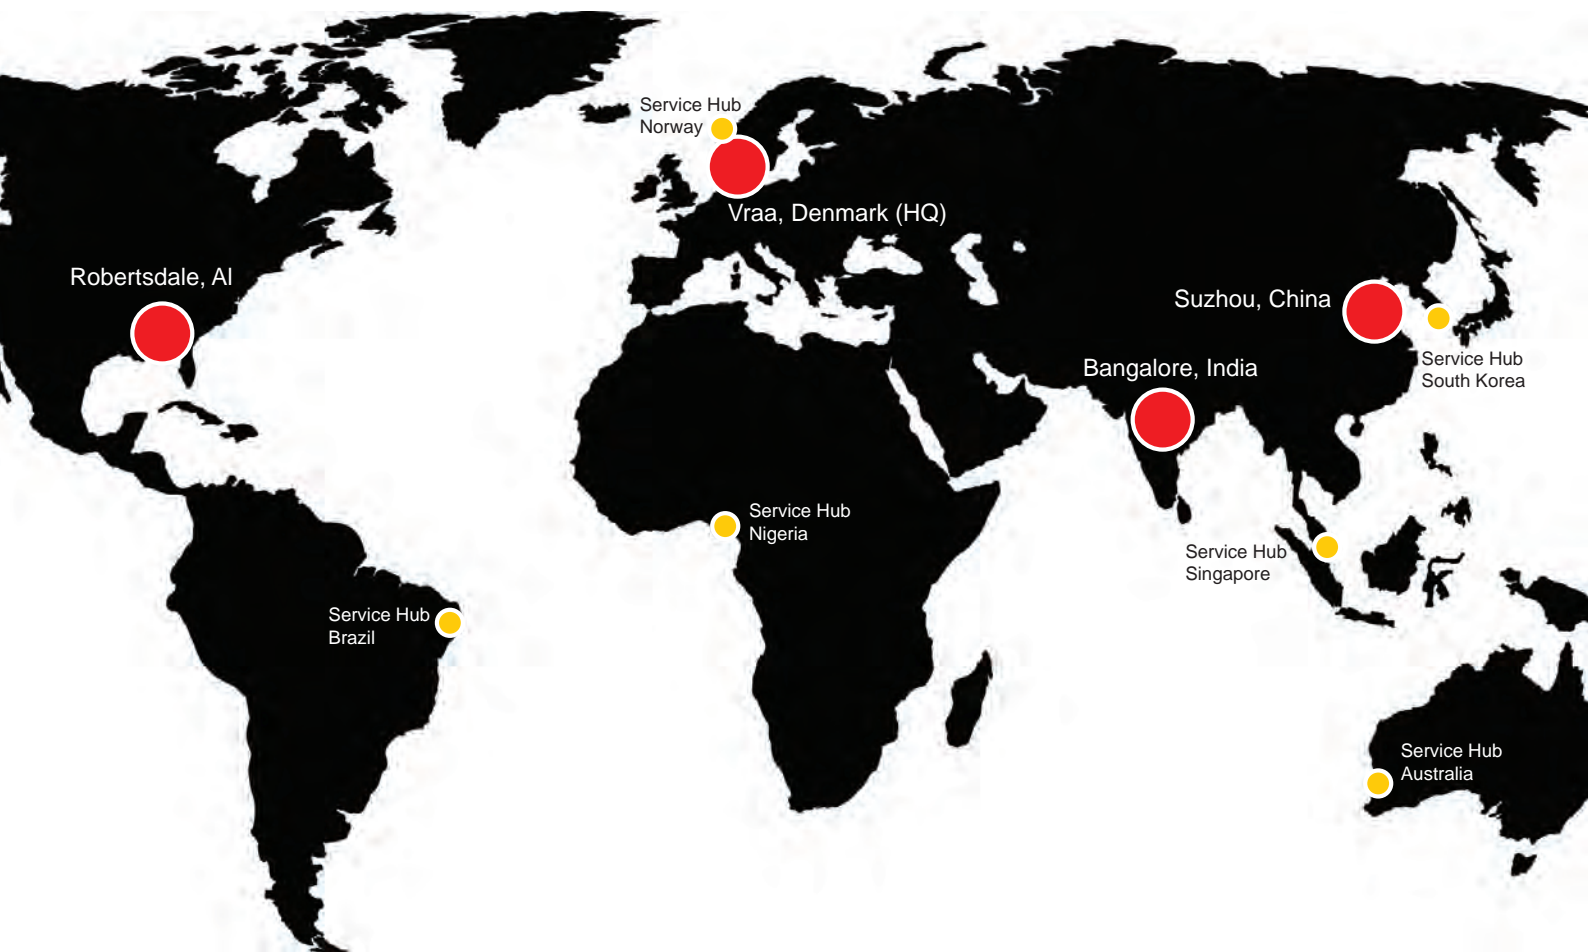 Service Hub
Norway
Vraa, Denmark (HQ)
Robertsdale, Al
Suzhou, China
Service Hub
South Korea
Bangalore, India
Service Hub
Nigeria
Service Hub
Singapore
Service Hub
Brazil
Service Hub
Australia